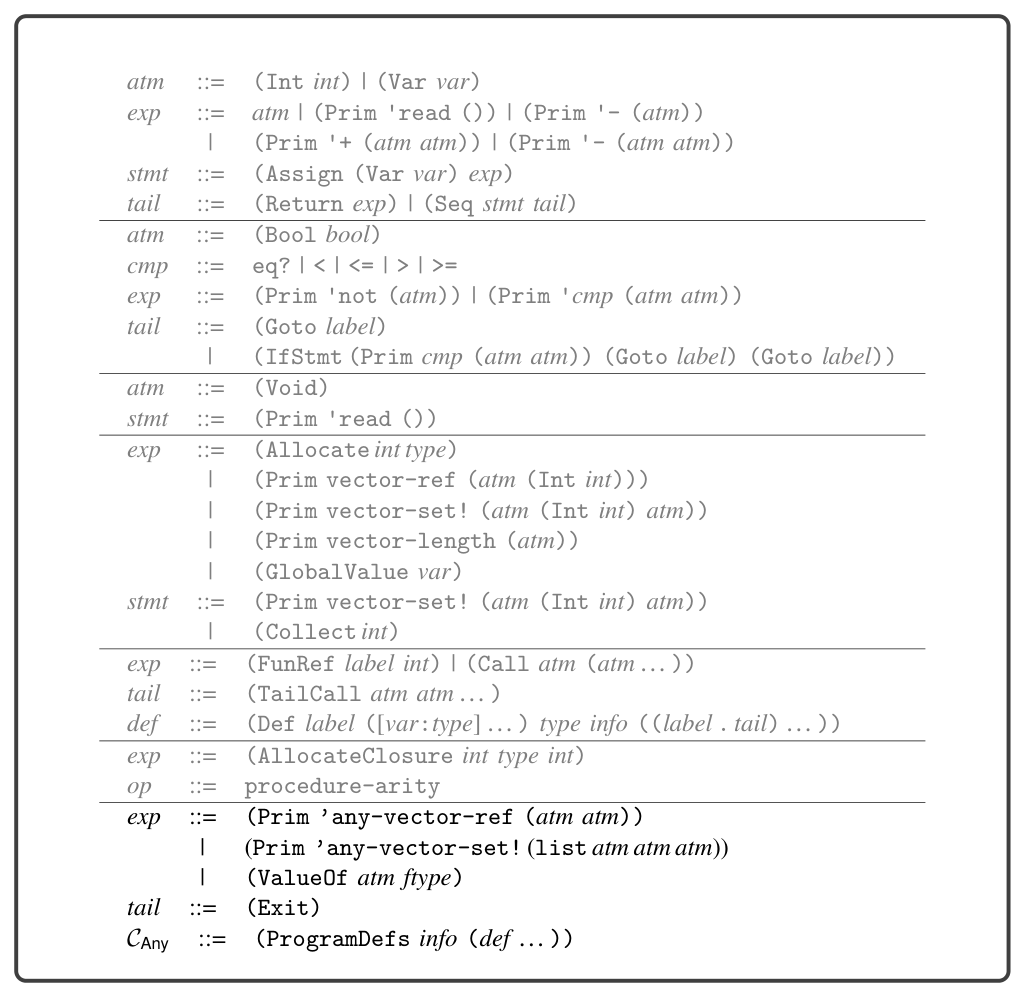 atm ::= (Int int) | (Var var)
exp ::= atm | (Prim 'read ()) | (Prim '- (atm))
| (Prim '+ (atm atm)) | (Prim '- (atm atm))
stmt ::= (Assign (Var var) exp)
tail ::= (Return exp) | (Seq stmt tail)
atm ::= (Bool bool)
cmp ::= eq? | < | <= | > | >=
exp ::= (Prim 'not (atm)) | (Prim 'cmp (atm atm))
tail ::= (Goto label)
| (IfStmt (Prim cmp (atm atm)) (Goto label) (Goto label))
atm ::= (Void)
stmt ::= (Prim 'read ())
exp ::= (Allocate int type)
| (Prim vector-ref (atm (Int int)))
| (Prim vector-set! (atm (Int int) atm))
| (Prim vector-length (atm))
| (GlobalValue var)
stmt ::= (Prim vector-set! (atm (Int int) atm))
| (Collect int)
exp ::= (FunRef label int) | (Call atm (atm ... ))
tail ::= (TailCall atm atm ... )
def ::= (Def label ([var:type] ... ) type info ((label . tail) ... ))
exp ::= (AllocateClosure int type int)
op ::= procedure-arity
exp ::= (Prim ’any-vector-ref (atm atm))
| (Prim ’any-vector-set! (list atm atm atm))
| (ValueOf atm ftype)
tail ::= (Exit)
CAny ::= (ProgramDefs info (def ... ))